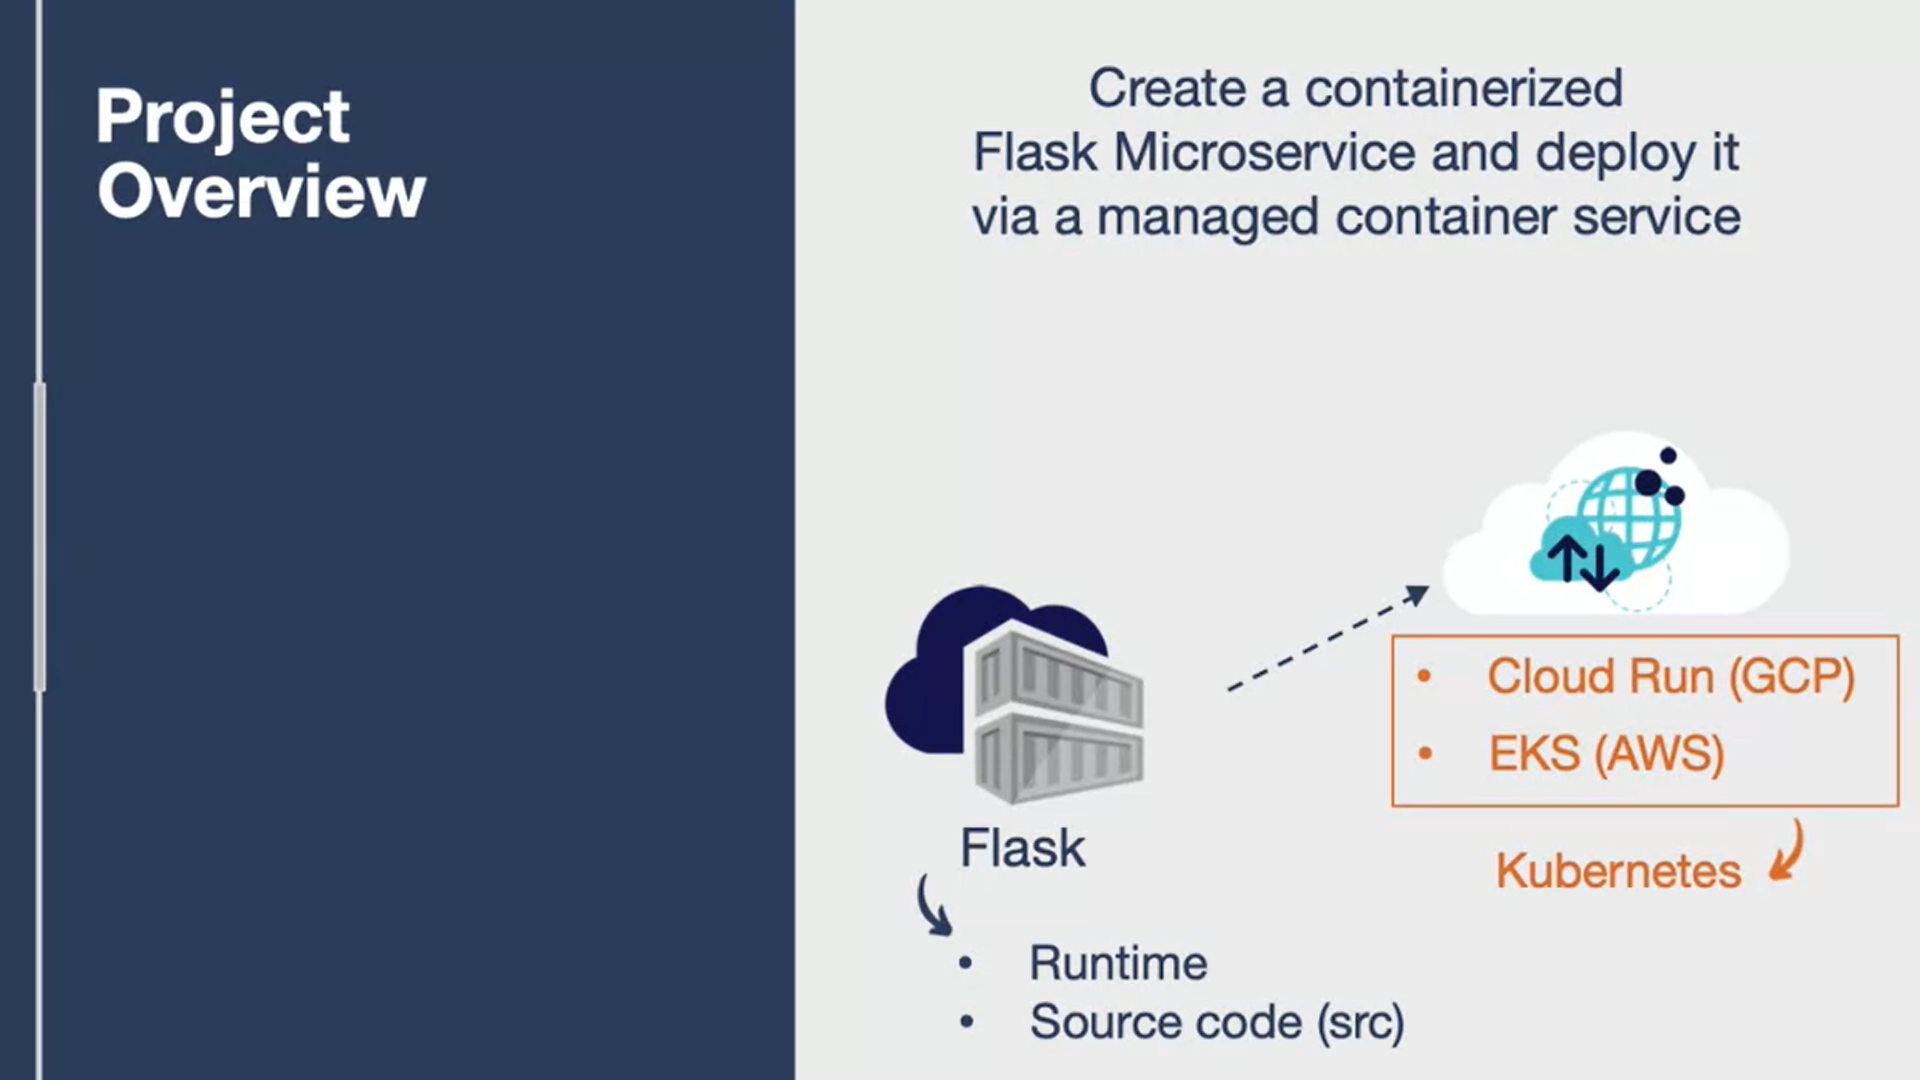 Project
Overview
Create a containerized
Flask Microservice and deploy it
via a managed container service
• Cloud Run (GCP)
• EKS (AWS)
Kubernetes
Flask
• Runtime
• Source code (src)